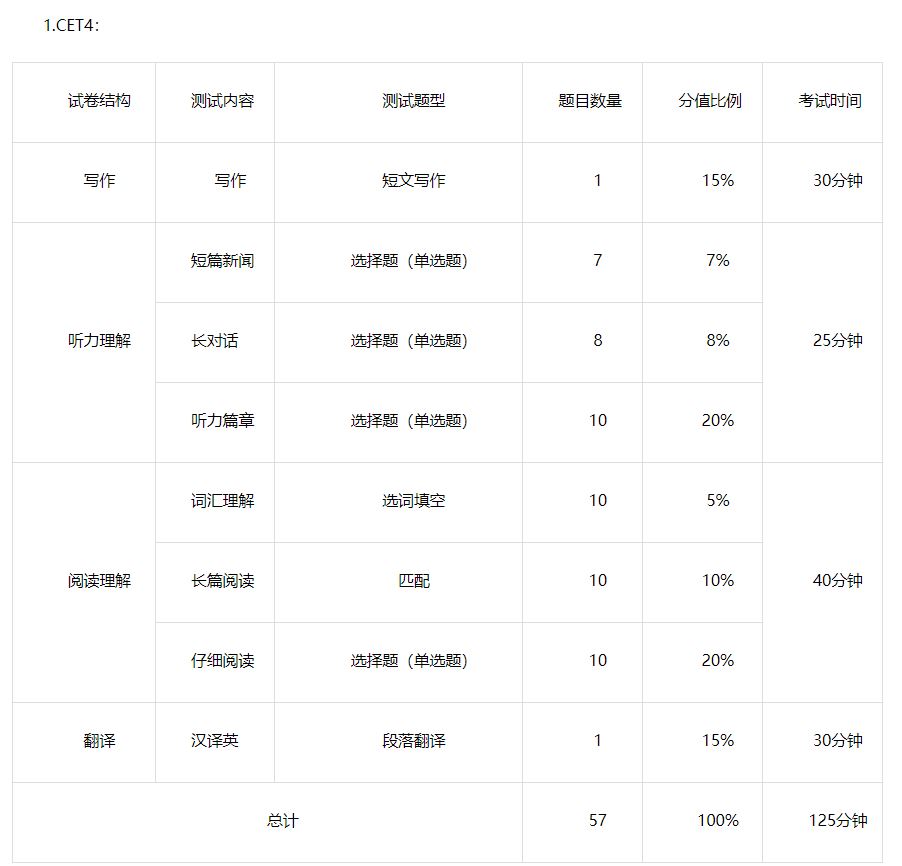 1.CET4：
试卷结构 测试内容 测试题型 题目数量 分值比例 考试时间
写作 写作 短文写作 1 15% 30分钟
短篇新闻 选择题（单选题） 7 7%
听力理解 长对话 选择题（单选题） 8 8% 25分钟
听力篇章 选择题（单选题） 10 20%
词汇理解 选词填空 10 5%
阅读理解 长篇阅读 匹配 10 10% 40分钟
仔细阅读 选择题（单选题） 10 20%
翻译 汉译英 段落翻译 1 15% 30分钟
总计 57 100% 125分钟